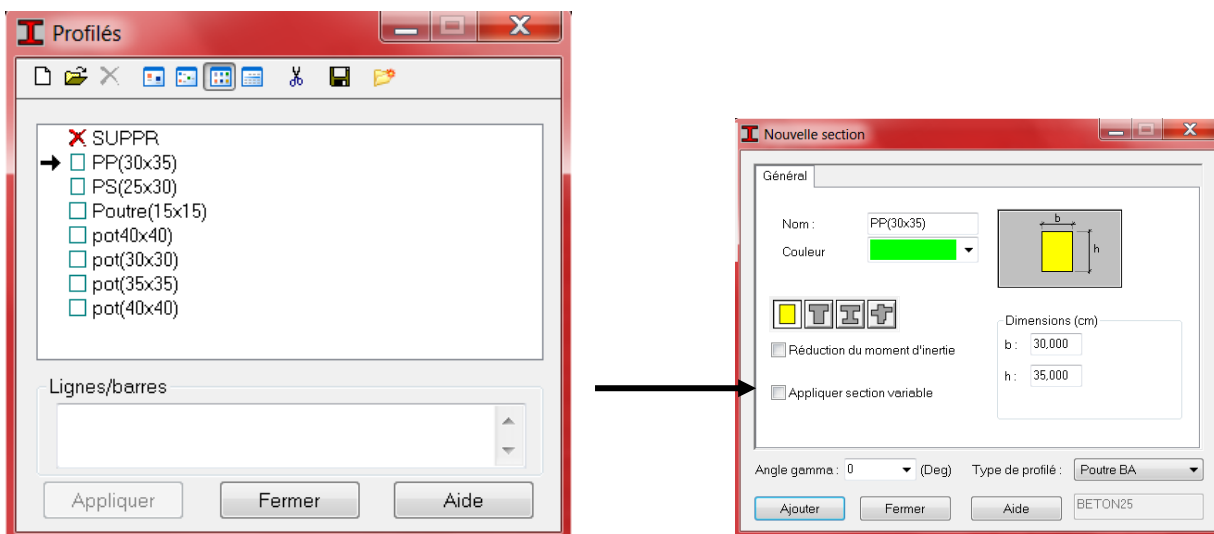 Profilés
SUPPR
PP(30x35)
PS(25x30)
Poutre(15x15)
pot40x40)
pot(30x30)
pot(35x35)
pot(40x40)
Lignes/barres
Appliquer Fermer Aide
Nouvelle section
Général
Nom : PP(30x35)
Couleur
b
h
Réduction du moment d'inertie
Appliquer section variable
Dimensions (cm)
b : 30,000
h : 35,000
Angle gamma : 0 (Deg) Type de profilé : Poutre BA
Ajouter Fermer Aide BETON25